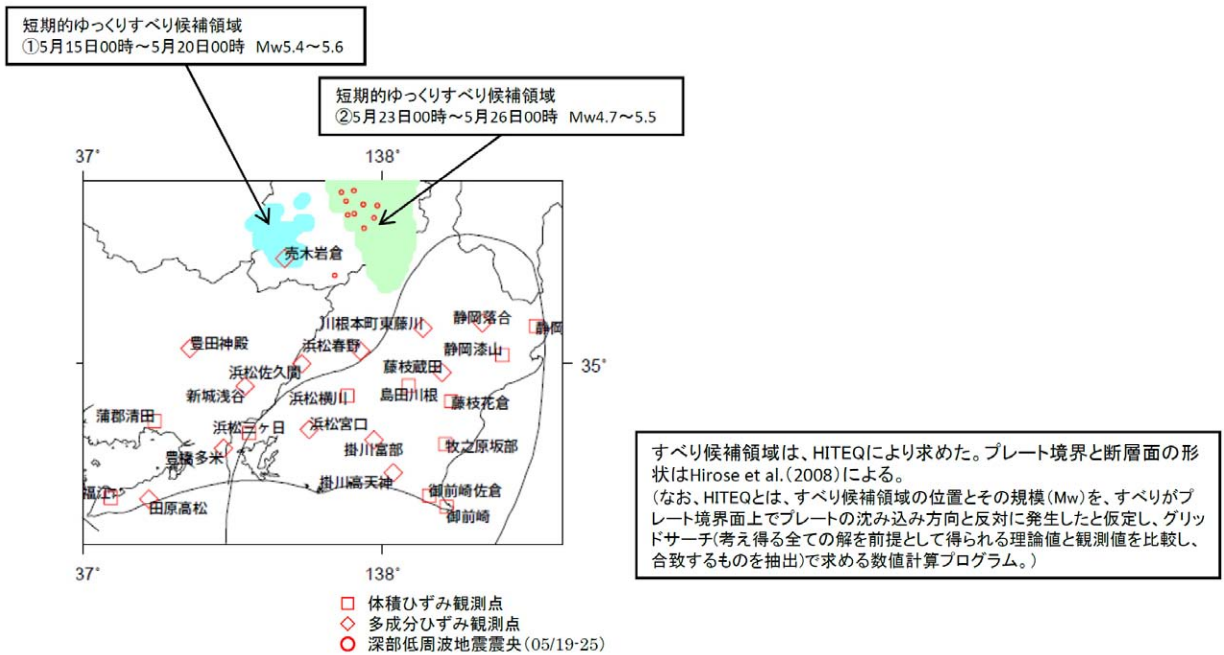 短期的ゆっくりすべり候補領域
①5月15日00時～5月20日00時 Mw5.4～5.6
短期的ゆっくりすべり候補領域
②5月23日00時～5月26日00時 Mw4.7～5.5
37˚
138˚
売木岩倉
川根本町東藤川
静岡落合
静岡
豊田神殿
浜松春野
静岡漆山
35˚
浜松佐久間
藤枝蔵田
新城浅谷
浜松横川
島田川根
藤枝花倉
蒲郡清田
浜松三ヶ日
浜松宮口
豊橋多米
掛川富部
牧之原坂部
掛川高天神
福江
田原高松
御前崎佐倉
御前崎
37˚
138˚
体積ひずみ観測点
多成分ひずみ観測点
深部低周波地震震央(05/19-25)
すべり候補領域は、HITEQにより求めた。プレート境界と断層面の形
状はHirose et al.(2008)による。
(なお、HITEQとは、すべり候補領域の位置とその規模(Mw)を、すべりがプ
レート境界面上でプレートの沈み込み方向と反対に発生したと仮定し、グリッ
ドサーチ(考え得る全ての解を前提として得られる理論値と観測値を比較し、
合致するものを抽出)で求める数値計算プログラム。)